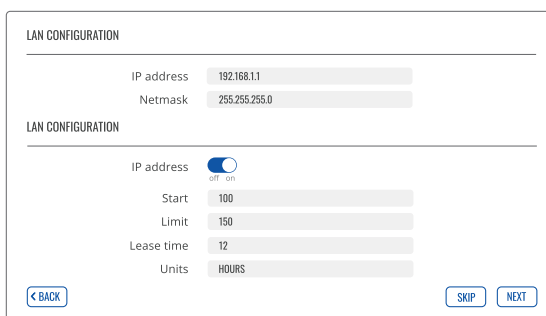 LAN CONFIGURATION
IP address 192.168.1.1
Netmask 255.255.255.0
LAN CONFIGURATION
IP address
off on
Start 100
Limit 150
Lease time 12
Units HOURS
< BACK SKIP NEXT